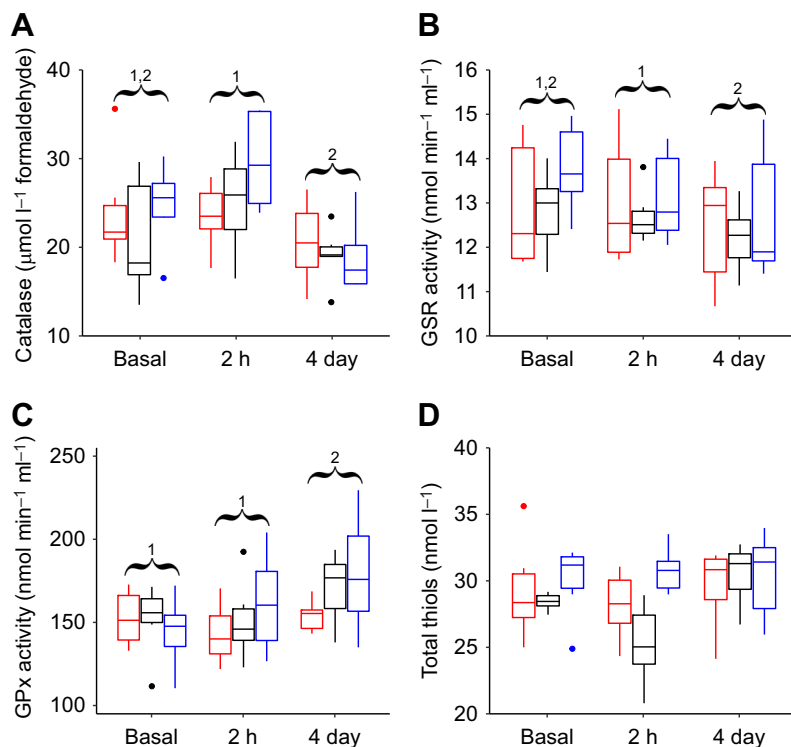 A
Catalase (μmol l⁻¹ formaldehyde)
40
30
20
10
1,2
1
2
Basal
2 h
4 day
B
GSR activity (nmol min⁻¹ ml⁻¹)
16
15
14
13
12
11
10
1,2
1
2
Basal
2 h
4 day
C
GPx activity (nmol min⁻¹ ml⁻¹)
250
200
150
100
1
1
2
Basal
2 h
4 day
D
Total thiols (nmol l⁻¹)
40
35
30
25
20
Basal
2 h
4 day